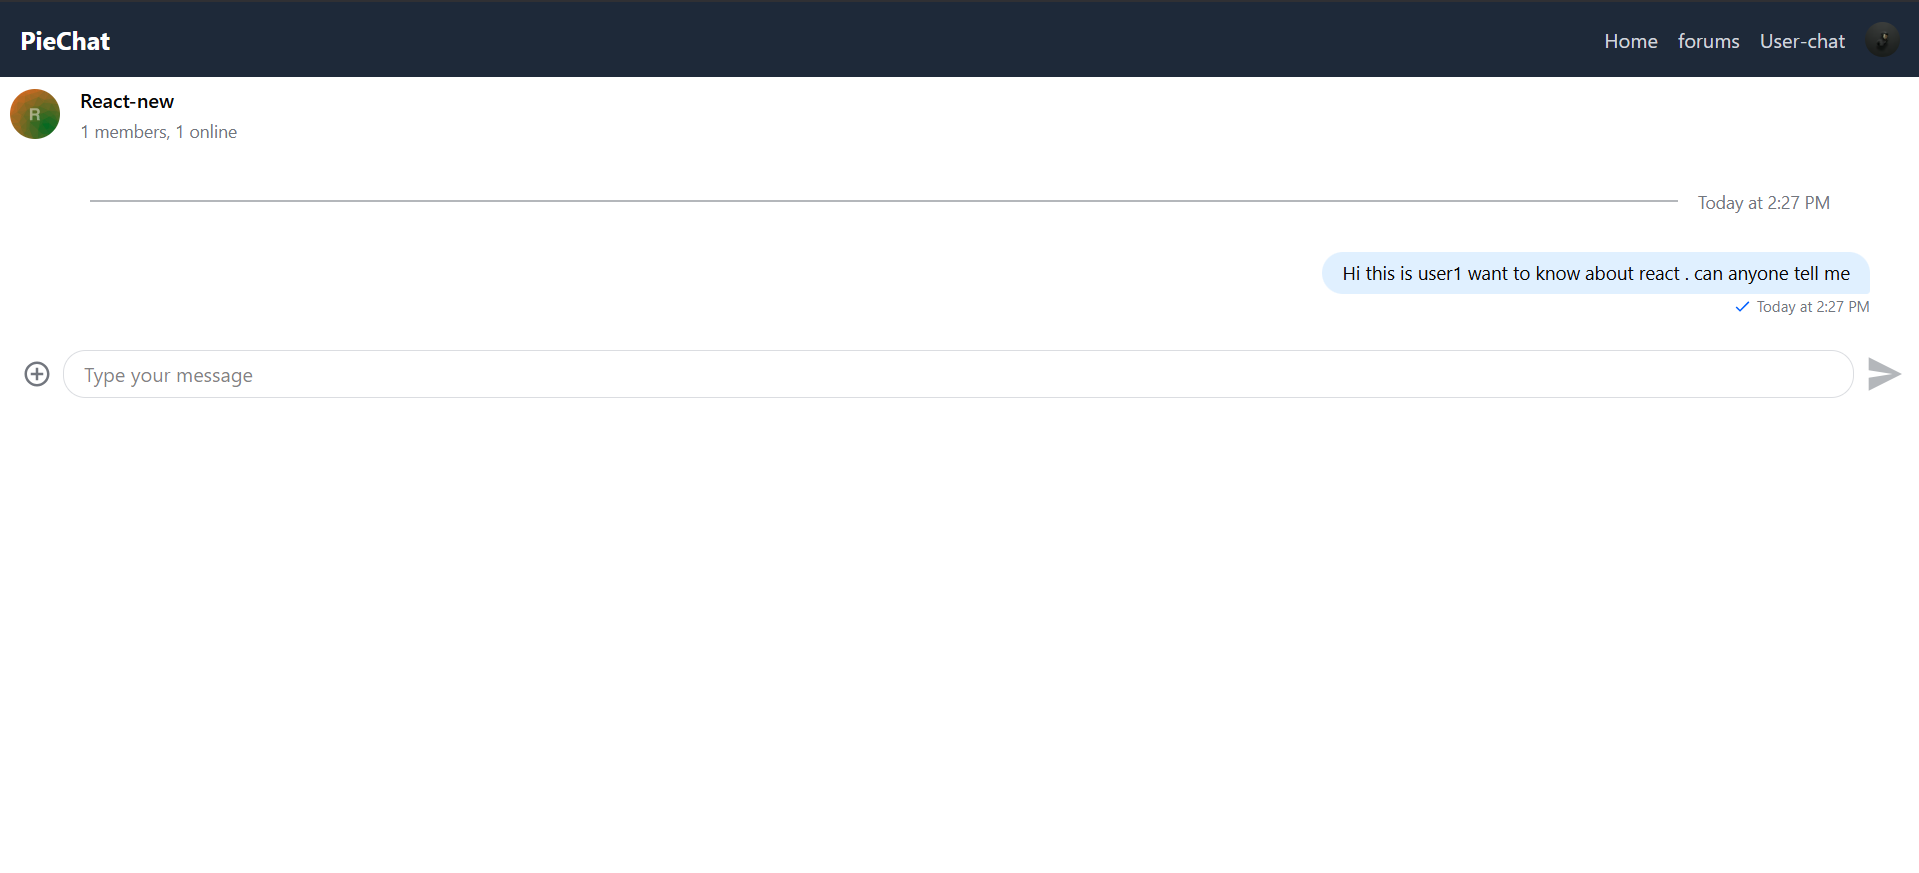 PieChat
Home forums User-chat
R
React-new
1 members, 1 online
Today at 2:27 PM
Hi this is user1 want to know about react . can anyone tell me
Today at 2:27 PM
Type your message